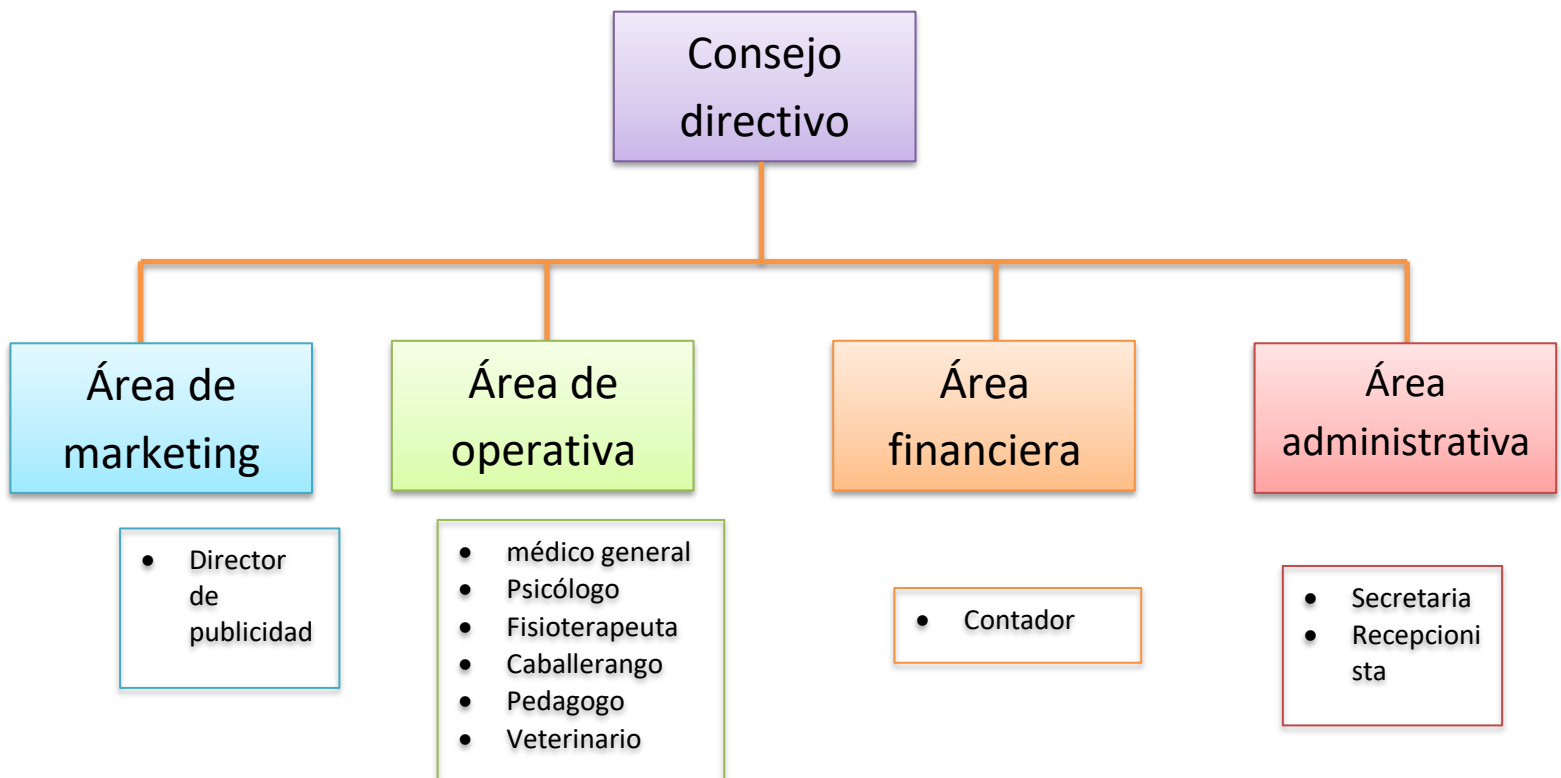 Consejo
directivo
Área de
marketing
Área de
operativa
Área
financiera
Área
administrativa
• Director
de
publicidad
• médico general
• Psicólogo
• Fisioterapeuta
• Caballerango
• Pedagogo
• Veterinario
• Contador
• Secretaria
• Recepcioni
sta